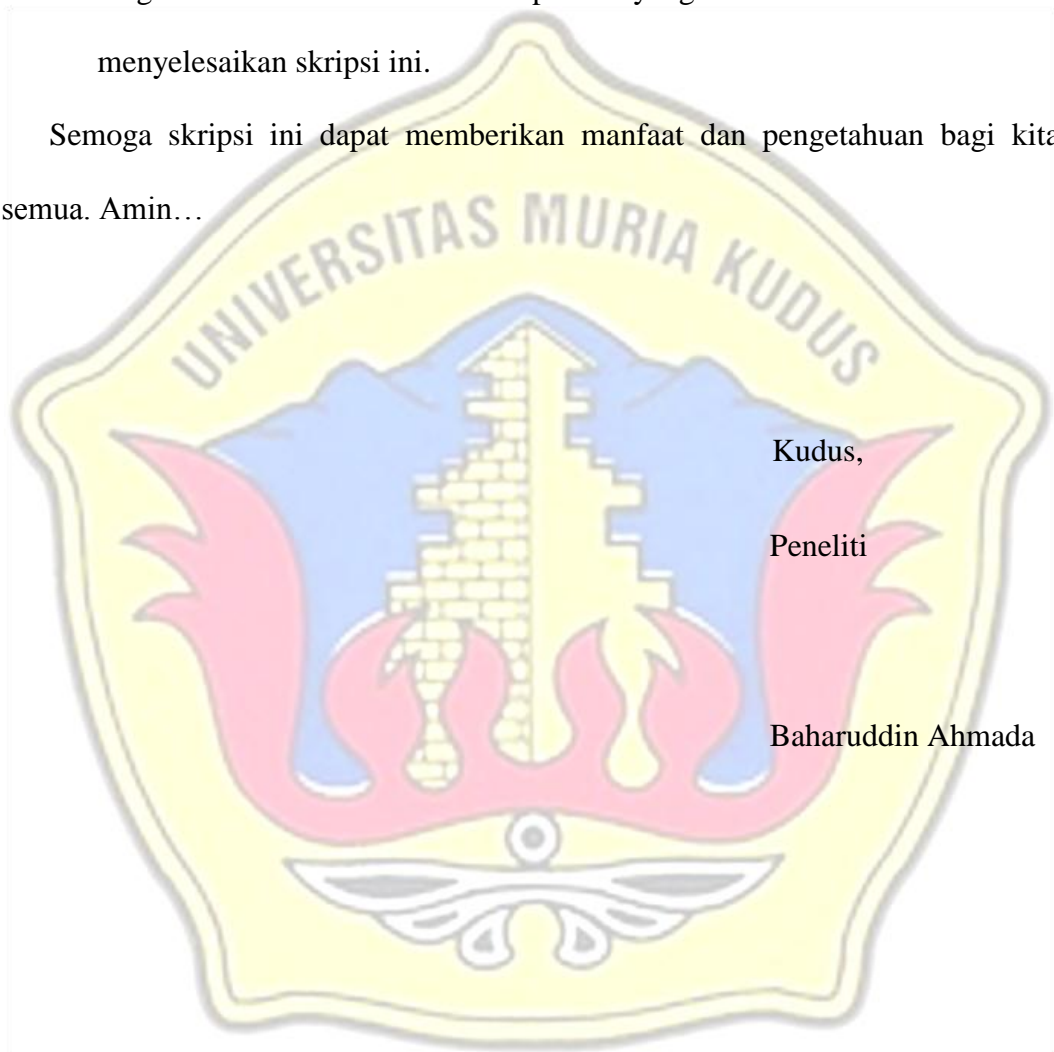 menyelesaikan skripsi ini.
Semoga skripsi ini dapat memberikan manfaat dan pengetahuan bagi kita
semua. Amin…
UNIVERSITAS MURIA KUDUS
Kudus,
Peneliti
Baharuddin Ahmada